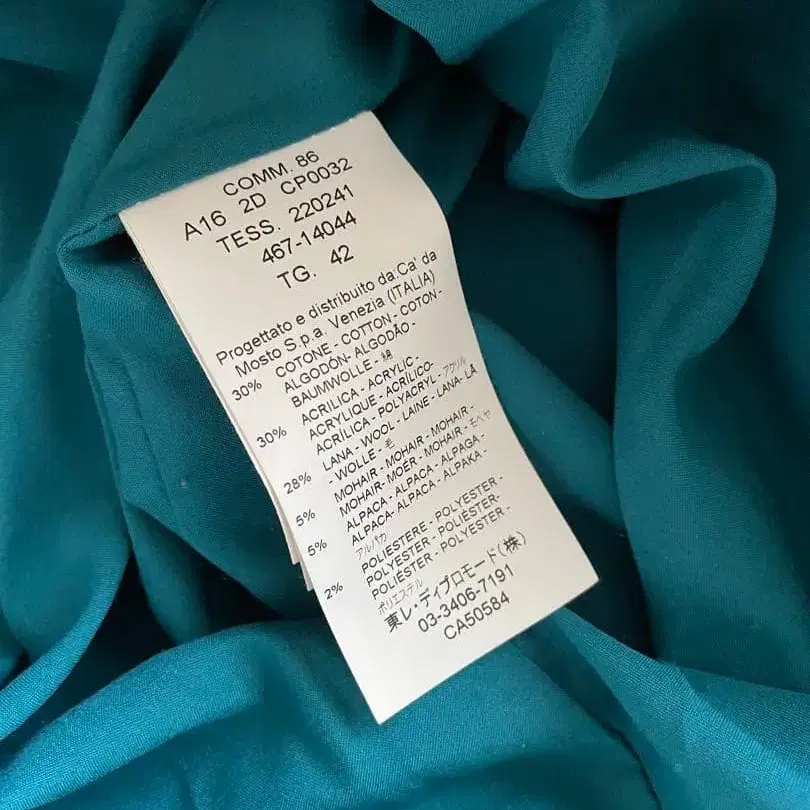 COMM. 86
A16 2D CP0032
TESS. 220241
467-14044
TG. 42
Progettato e distribuito da:Ca' da
Mosto S.p.a. Venezia (ITALIA)
30% COTONE - COTTON - COTON -
ALGODÓN- ALGODÃO -
BAUMWOLLE - 綿
30% ACRILICA - ACRYLIC -
ACRYLIQUE - ACRÍLICO-
ACRÍLICA - POLYACRYL - アクリル
28% LANA - WOOL - LAINE - LANA- LÃ
- WOLLE - 毛
5% MOHAIR - MOHAIR - MOHAIR -
MOHAIR- MOER - MOHAIR - モヘヤ
5% ALPACA - ALPACA - ALPAGA -
ALPACA- ALPACA - ALPAKA -
アルパカ
2% POLIESTERE - POLYESTER -
POLYESTER - POLIÉSTER-
POLIÉSTER - POLYESTER -
ポリエステル
東レ・ディプロモード(株)
03-3406-7191
CA50584